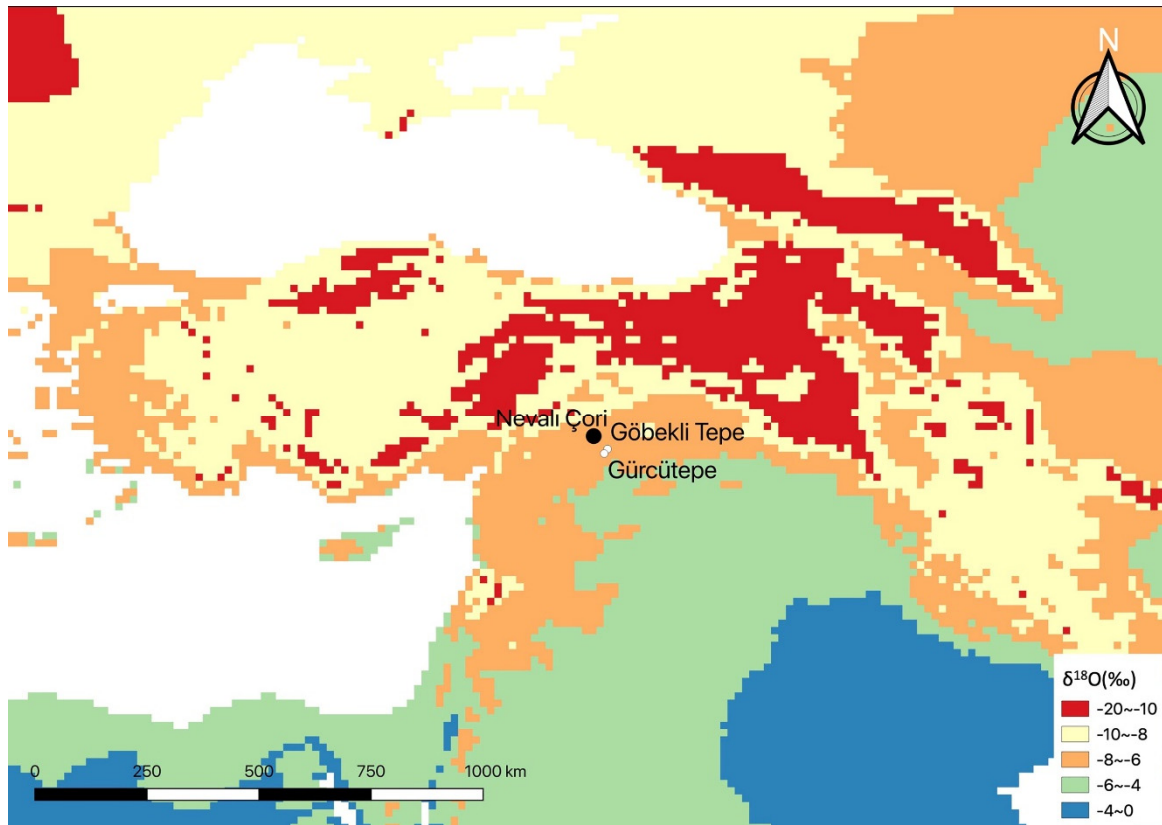 N
Nevalı Çori
Göbekli Tepe
Gürcütepe
δ¹⁸O(‰)
-20~-10
-10~-8
-8~-6
-6~-4
-4~0
0 250 500 750 1000 km